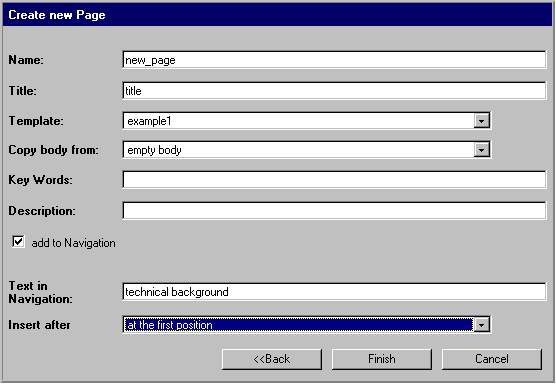 Create new Page
Name: new_page
Title: title
Template: example1
Copy body from: empty body
Key Words:
Description:
add to Navigation
Text in
Navigation: technical background
Insert after at the first position
<<Back Finish Cancel